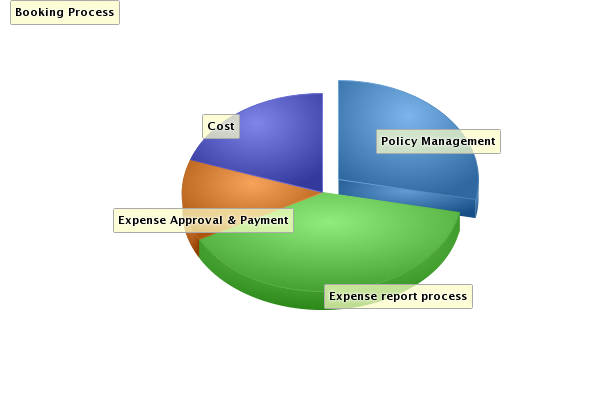 Booking Process
Cost
Policy Management
Expense Approval & Payment
Expense report process